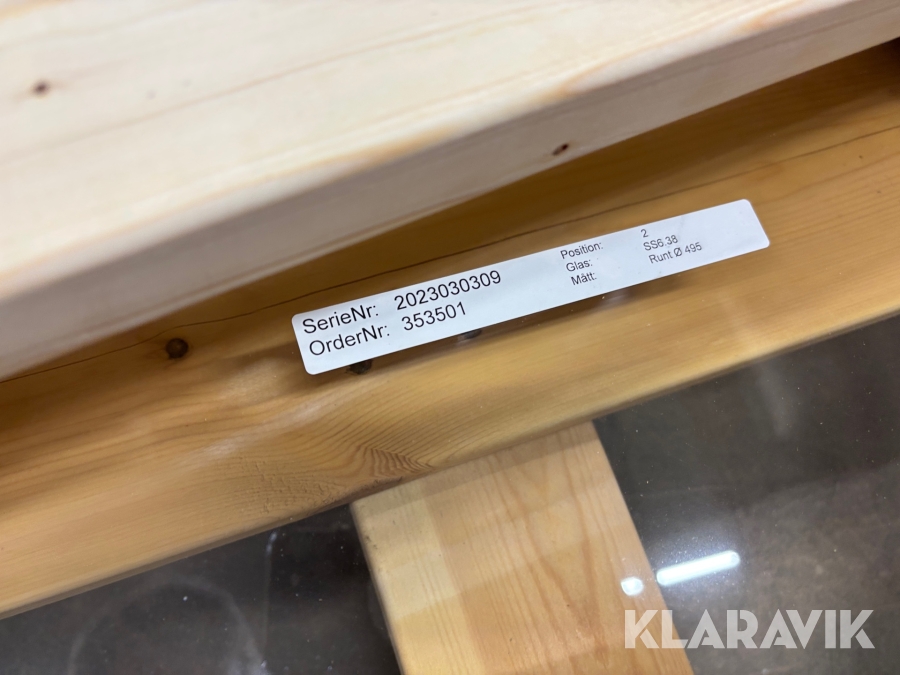 SerieNr: 2023030309
OrderNr: 353501
Position: 2
Glas: SS6.38
Mått: Runt Ø 495
KLARAVIK